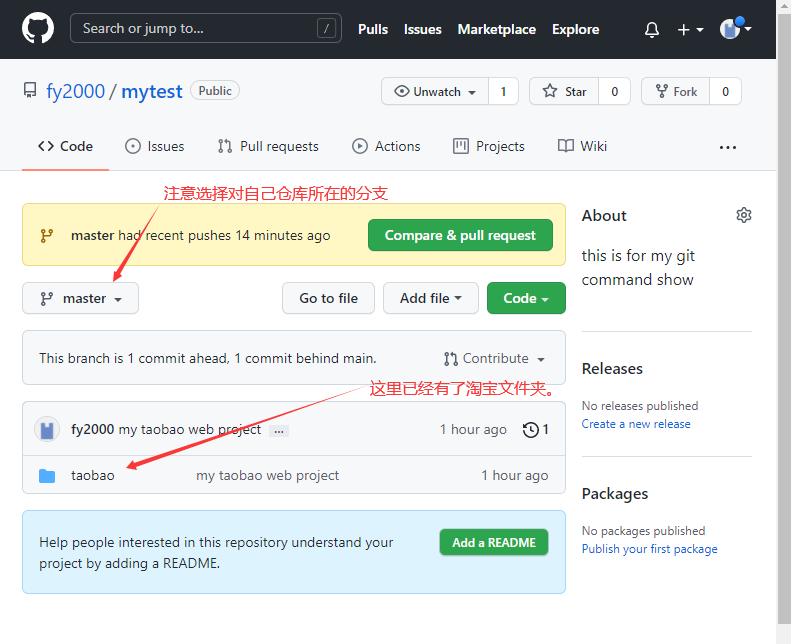 Search or jump to... /
Pulls Issues Marketplace Explore
fy2000 / mytest Public
Unwatch 1 Star 0 Fork 0
Code Issues Pull requests Actions Projects Wiki ...
注意选择对自己仓库所在的分支
master had recent pushes 14 minutes ago Compare & pull request
master Go to file Add file Code
This branch is 1 commit ahead, 1 commit behind main. Contribute
这里已经有了淘宝文件夹。
fy2000 my taobao web project ... 1 hour ago 1
taobao my taobao web project 1 hour ago
Help people interested in this repository understand your
project by adding a README.
Add a README
About
this is for my git
command show
Releases
No releases published
Create a new release
Packages
No packages published
Publish your first package